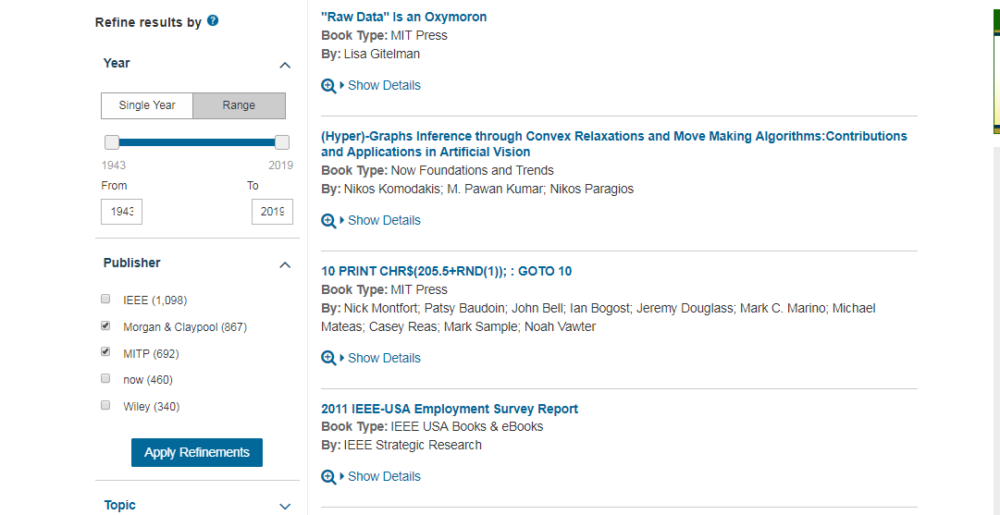 Refine results by ?
Year
Single Year
Range
1943
2019
From
To
1943
2019
Publisher
IEEE (1,098)
Morgan & Claypool (867)
MITP (692)
now (460)
Wiley (340)
Apply Refinements
Topic
"Raw Data" Is an Oxymoron
Book Type: MIT Press
By: Lisa Gitelman
Show Details
(Hyper)-Graphs Inference through Convex Relaxations and Move Making Algorithms:Contributions
and Applications in Artificial Vision
Book Type: Now Foundations and Trends
By: Nikos Komodakis; M. Pawan Kumar; Nikos Paragios
Show Details
10 PRINT CHR$(205.5+RND(1)); : GOTO 10
Book Type: MIT Press
By: Nick Montfort; Patsy Baudoin; John Bell; Ian Bogost; Jeremy Douglass; Mark C. Marino; Michael
Mateas; Casey Reas; Mark Sample; Noah Vawter
Show Details
2011 IEEE-USA Employment Survey Report
Book Type: IEEE USA Books & eBooks
By: IEEE Strategic Research
Show Details